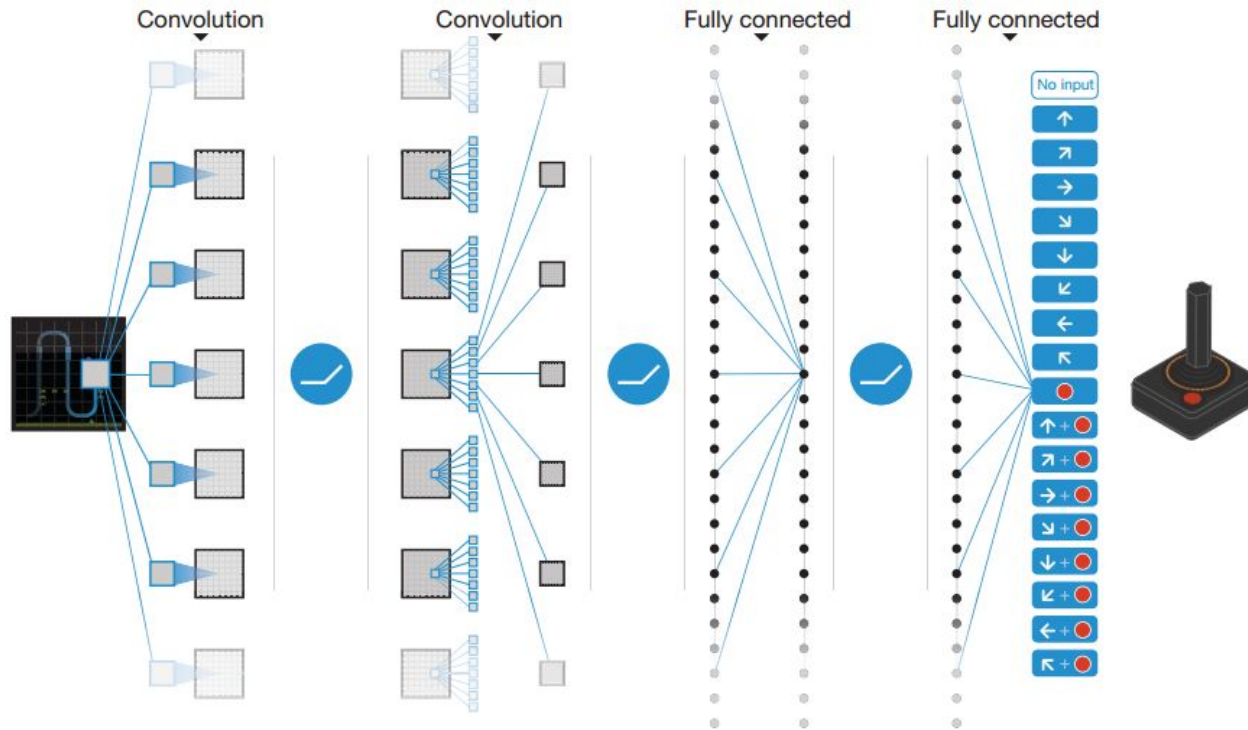 Convolution
Convolution
Fully connected
Fully connected
No input
+
+
+
+
+
+
+
+